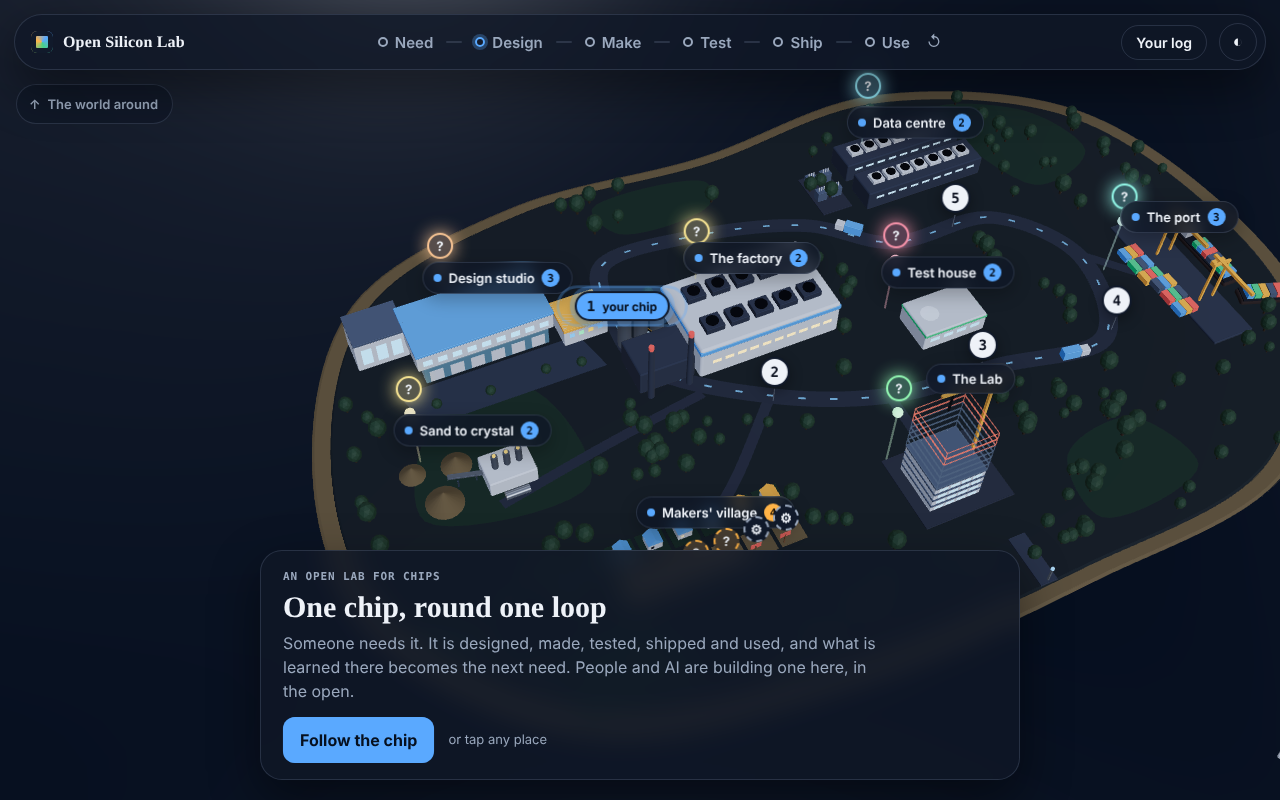 Open Silicon Lab
Need
Design
Make
Test
Ship
Use
Your log
↑ The world around
?
Data centre 2
?
The port 3
5
?
?
?
The factory 2
Test house 2
Design studio 3
1 your chip
4
3
2
?
?
The Lab
Sand to crystal 2
Makers' village
?
AN OPEN LAB FOR CHIPS
One chip, round one loop
Someone needs it. It is designed, made, tested, shipped and used, and what is
learned there becomes the next need. People and AI are building one here, in
the open.
Follow the chip
or tap any place